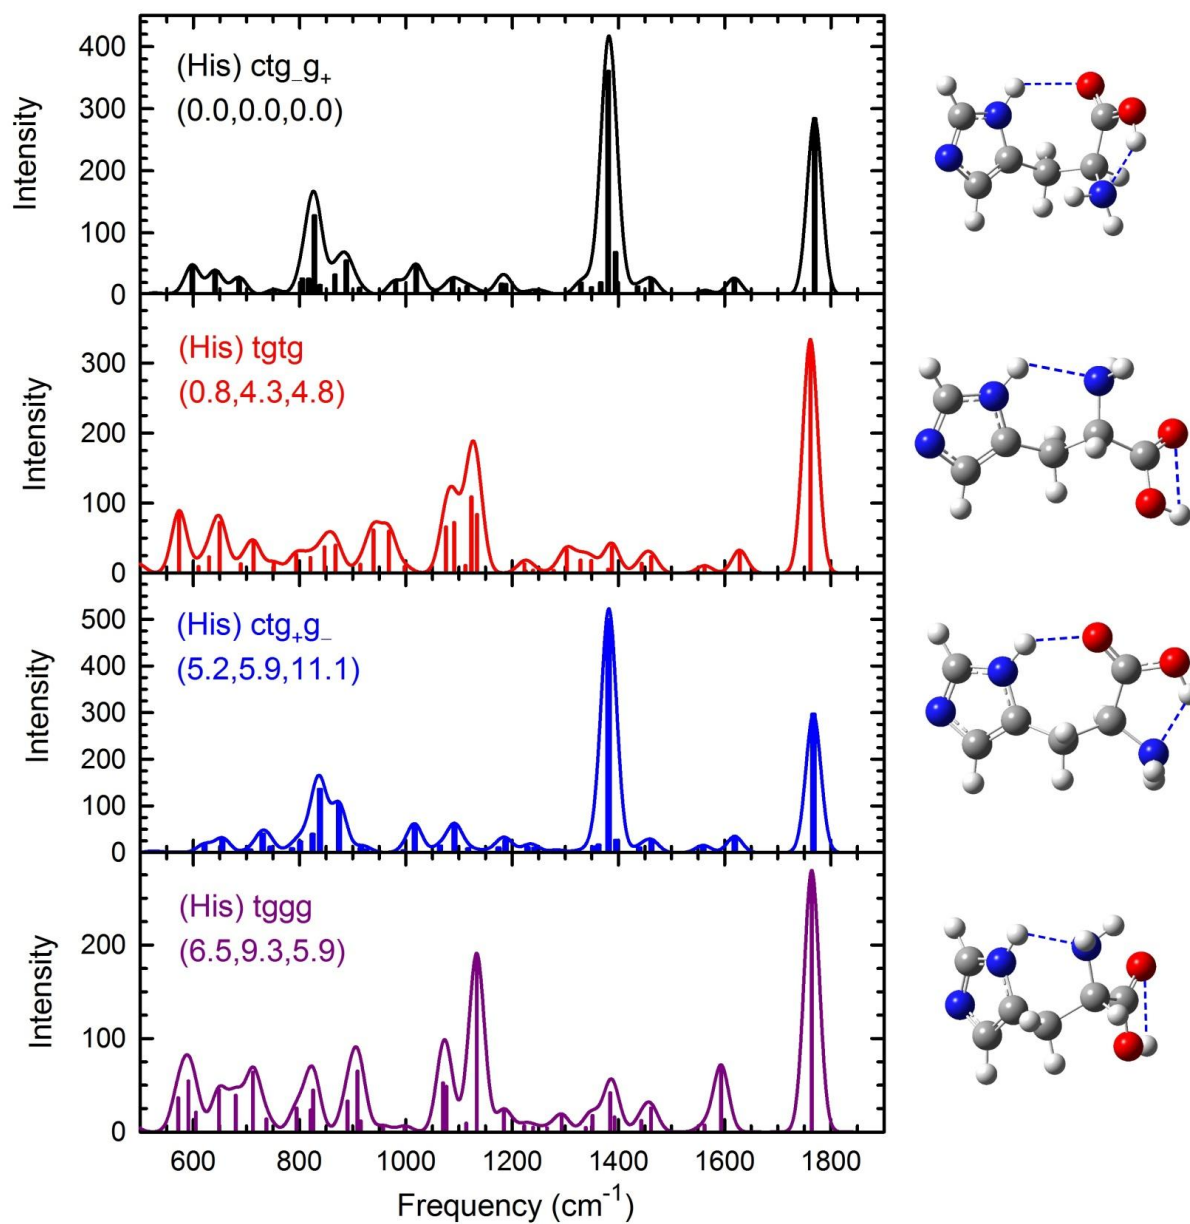 400
300
200
100
0
Intensity
(His) ctg₋g₊
(0.0,0.0,0.0)
300
200
100
0
Intensity
(His) tgtg
(0.8,4.3,4.8)
500
400
300
200
100
0
Intensity
(His) ctg₊g₋
(5.2,5.9,11.1)
200
100
0
Intensity
(His) tggg
(6.5,9.3,5.9)
600 800 1000 1200 1400 1600 1800
Frequency (cm⁻¹)